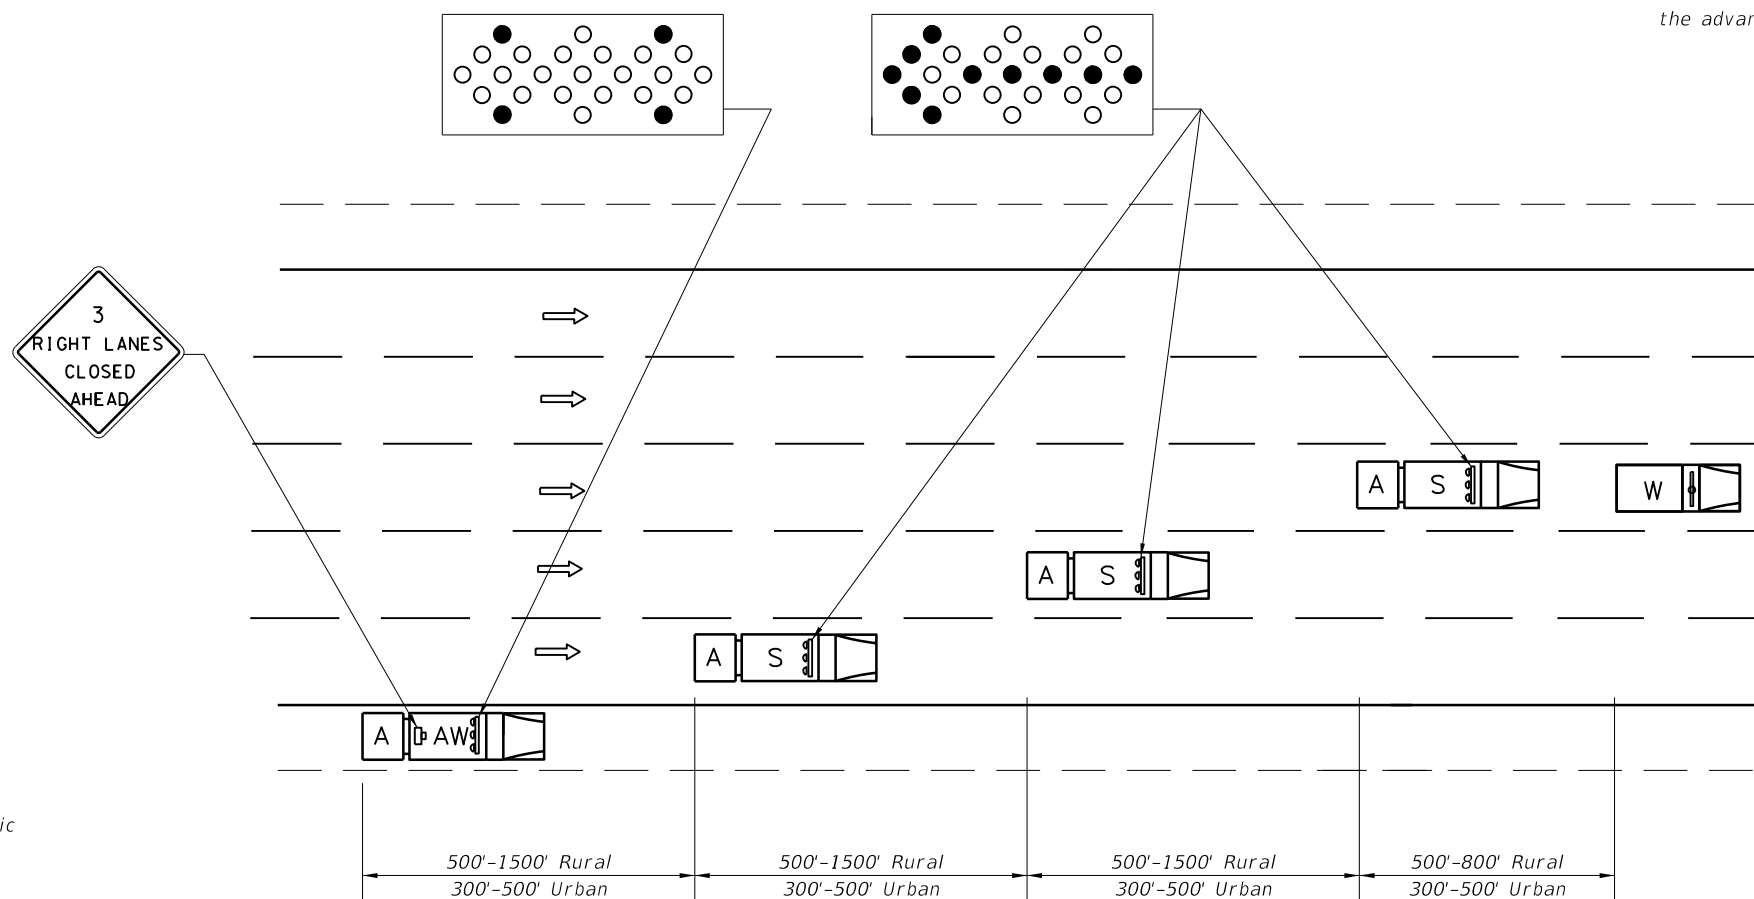 the advan
3
RIGHT LANES
CLOSED
AHEAD
A S
W
A S
A S
A AW
ic
500'-1500' Rural
300'-500' Urban
500'-1500' Rural
300'-500' Urban
500'-1500' Rural
300'-500' Urban
500'-800' Rural
300'-500' Urban